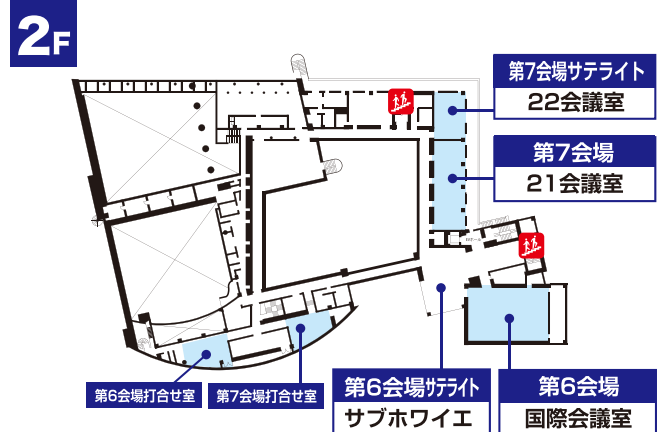 2F
第7会場サテライト
22会議室
第7会場
21会議室
第6会場打合せ室
第7会場打合せ室
第6会場サテライト
サブホワイエ
第6会場
国際会議室